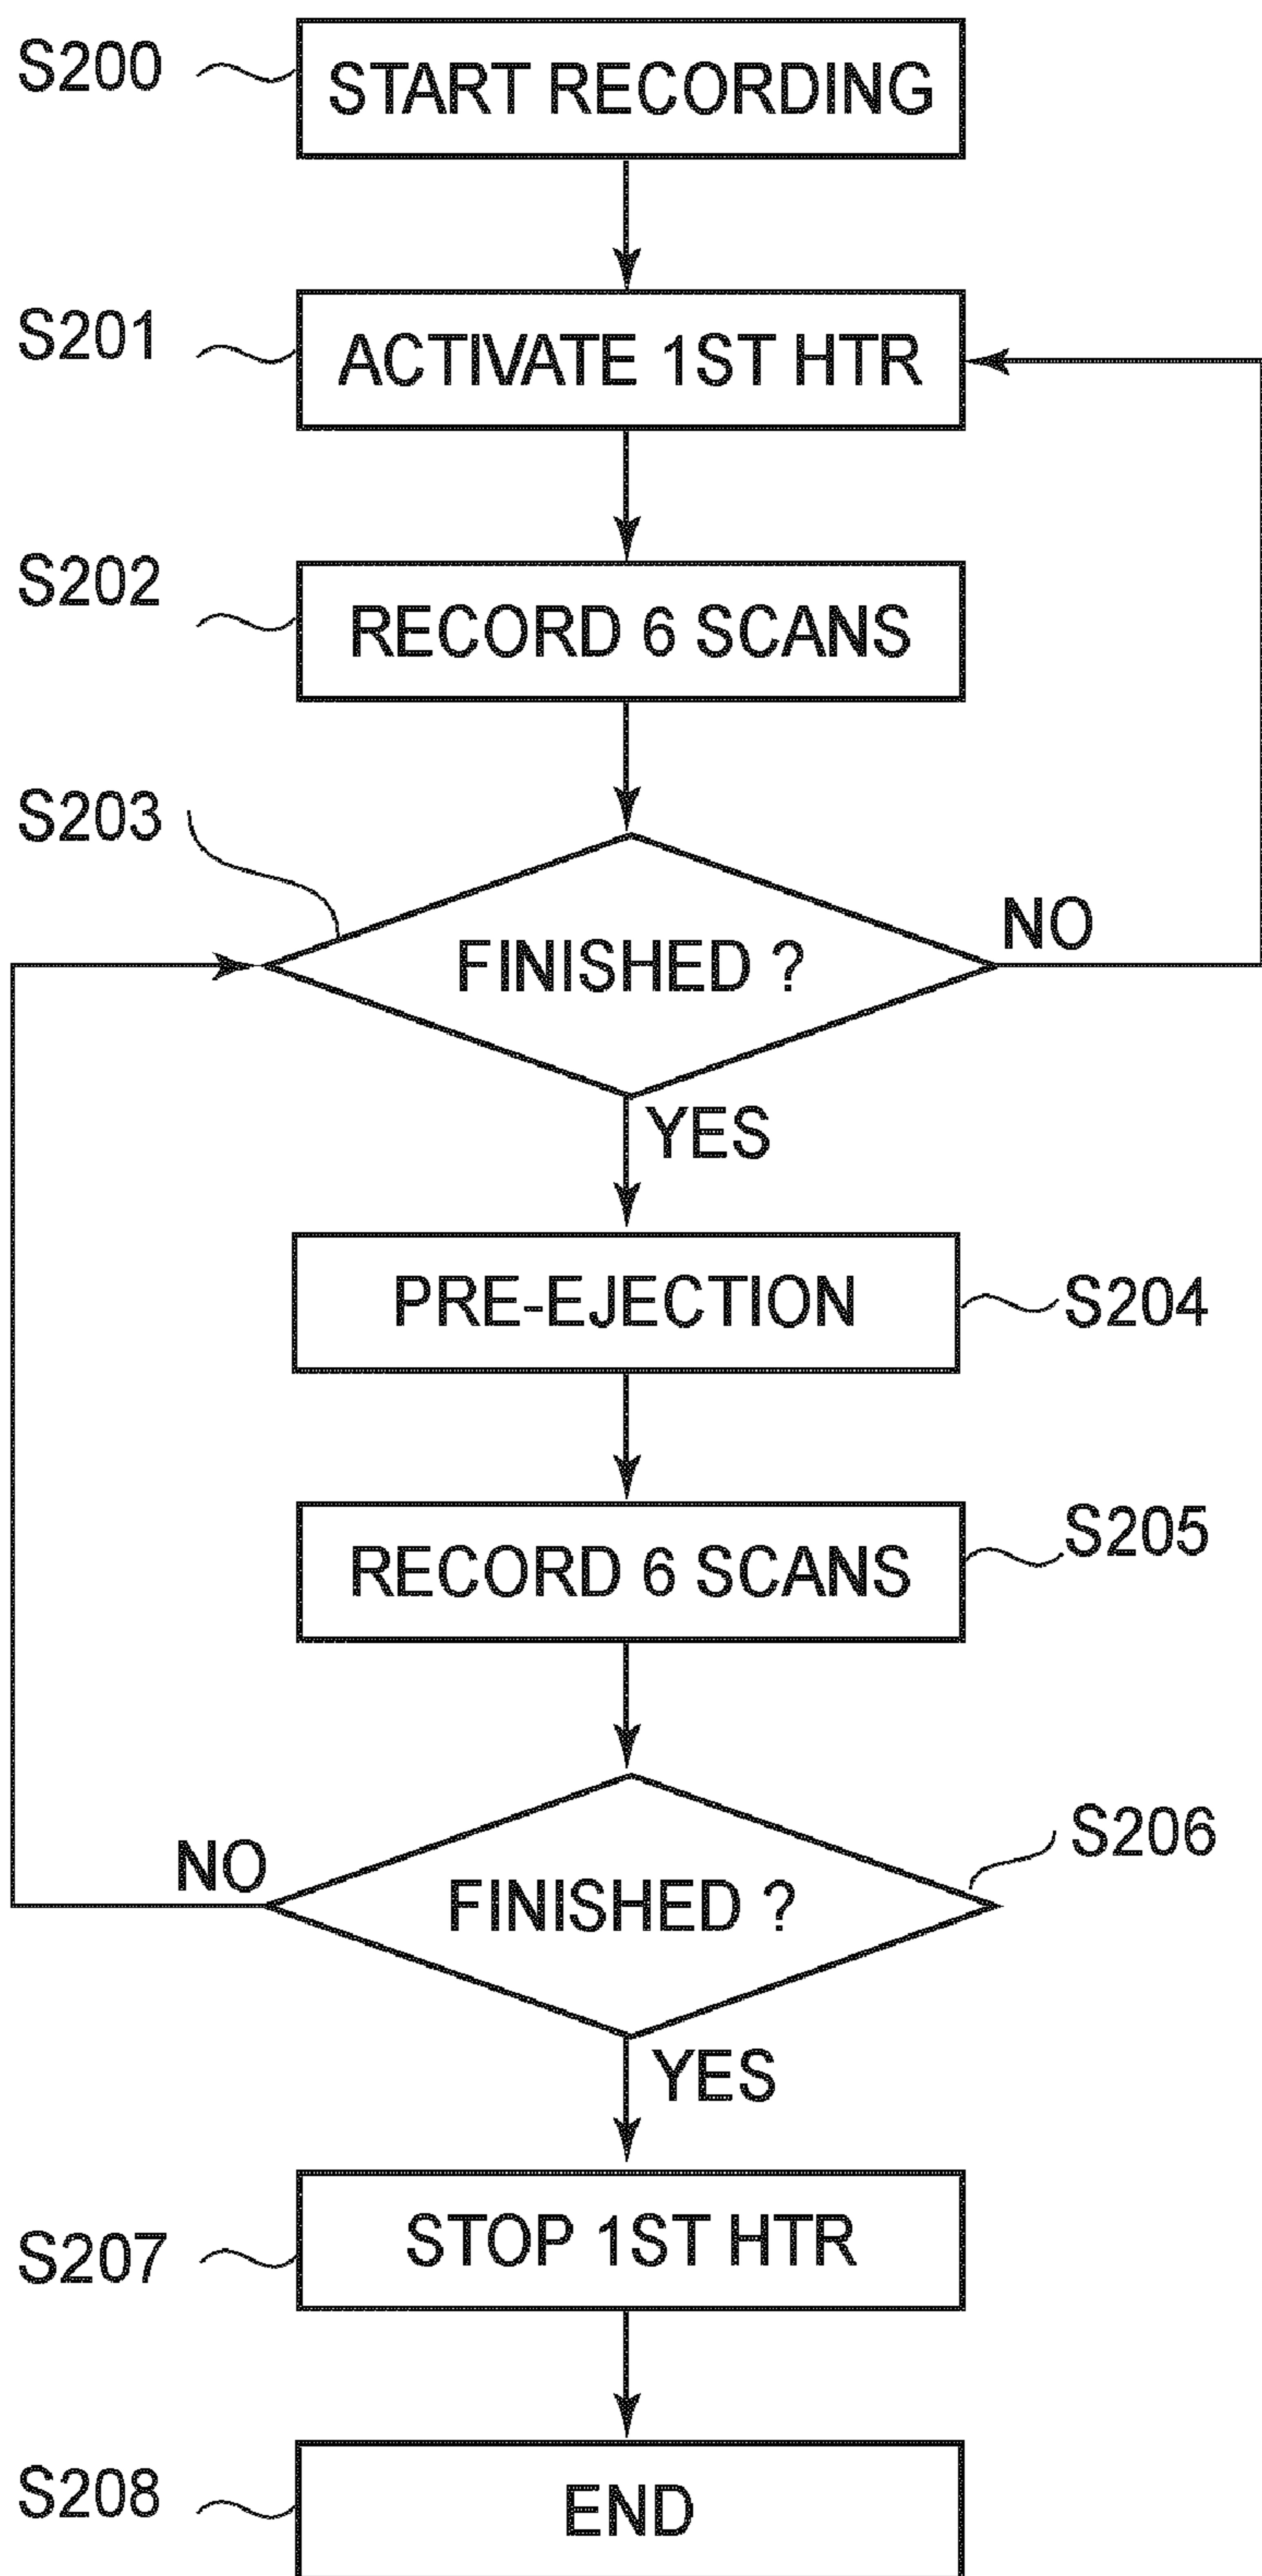 S200
START RECORDING
S201
ACTIVATE 1ST HTR
S202
RECORD 6 SCANS
S203
FINISHED ?
NO
YES
PRE-EJECTION
S204
RECORD 6 SCANS
S205
FINISHED ?
S206
NO
YES
S207
STOP 1ST HTR
S208
END